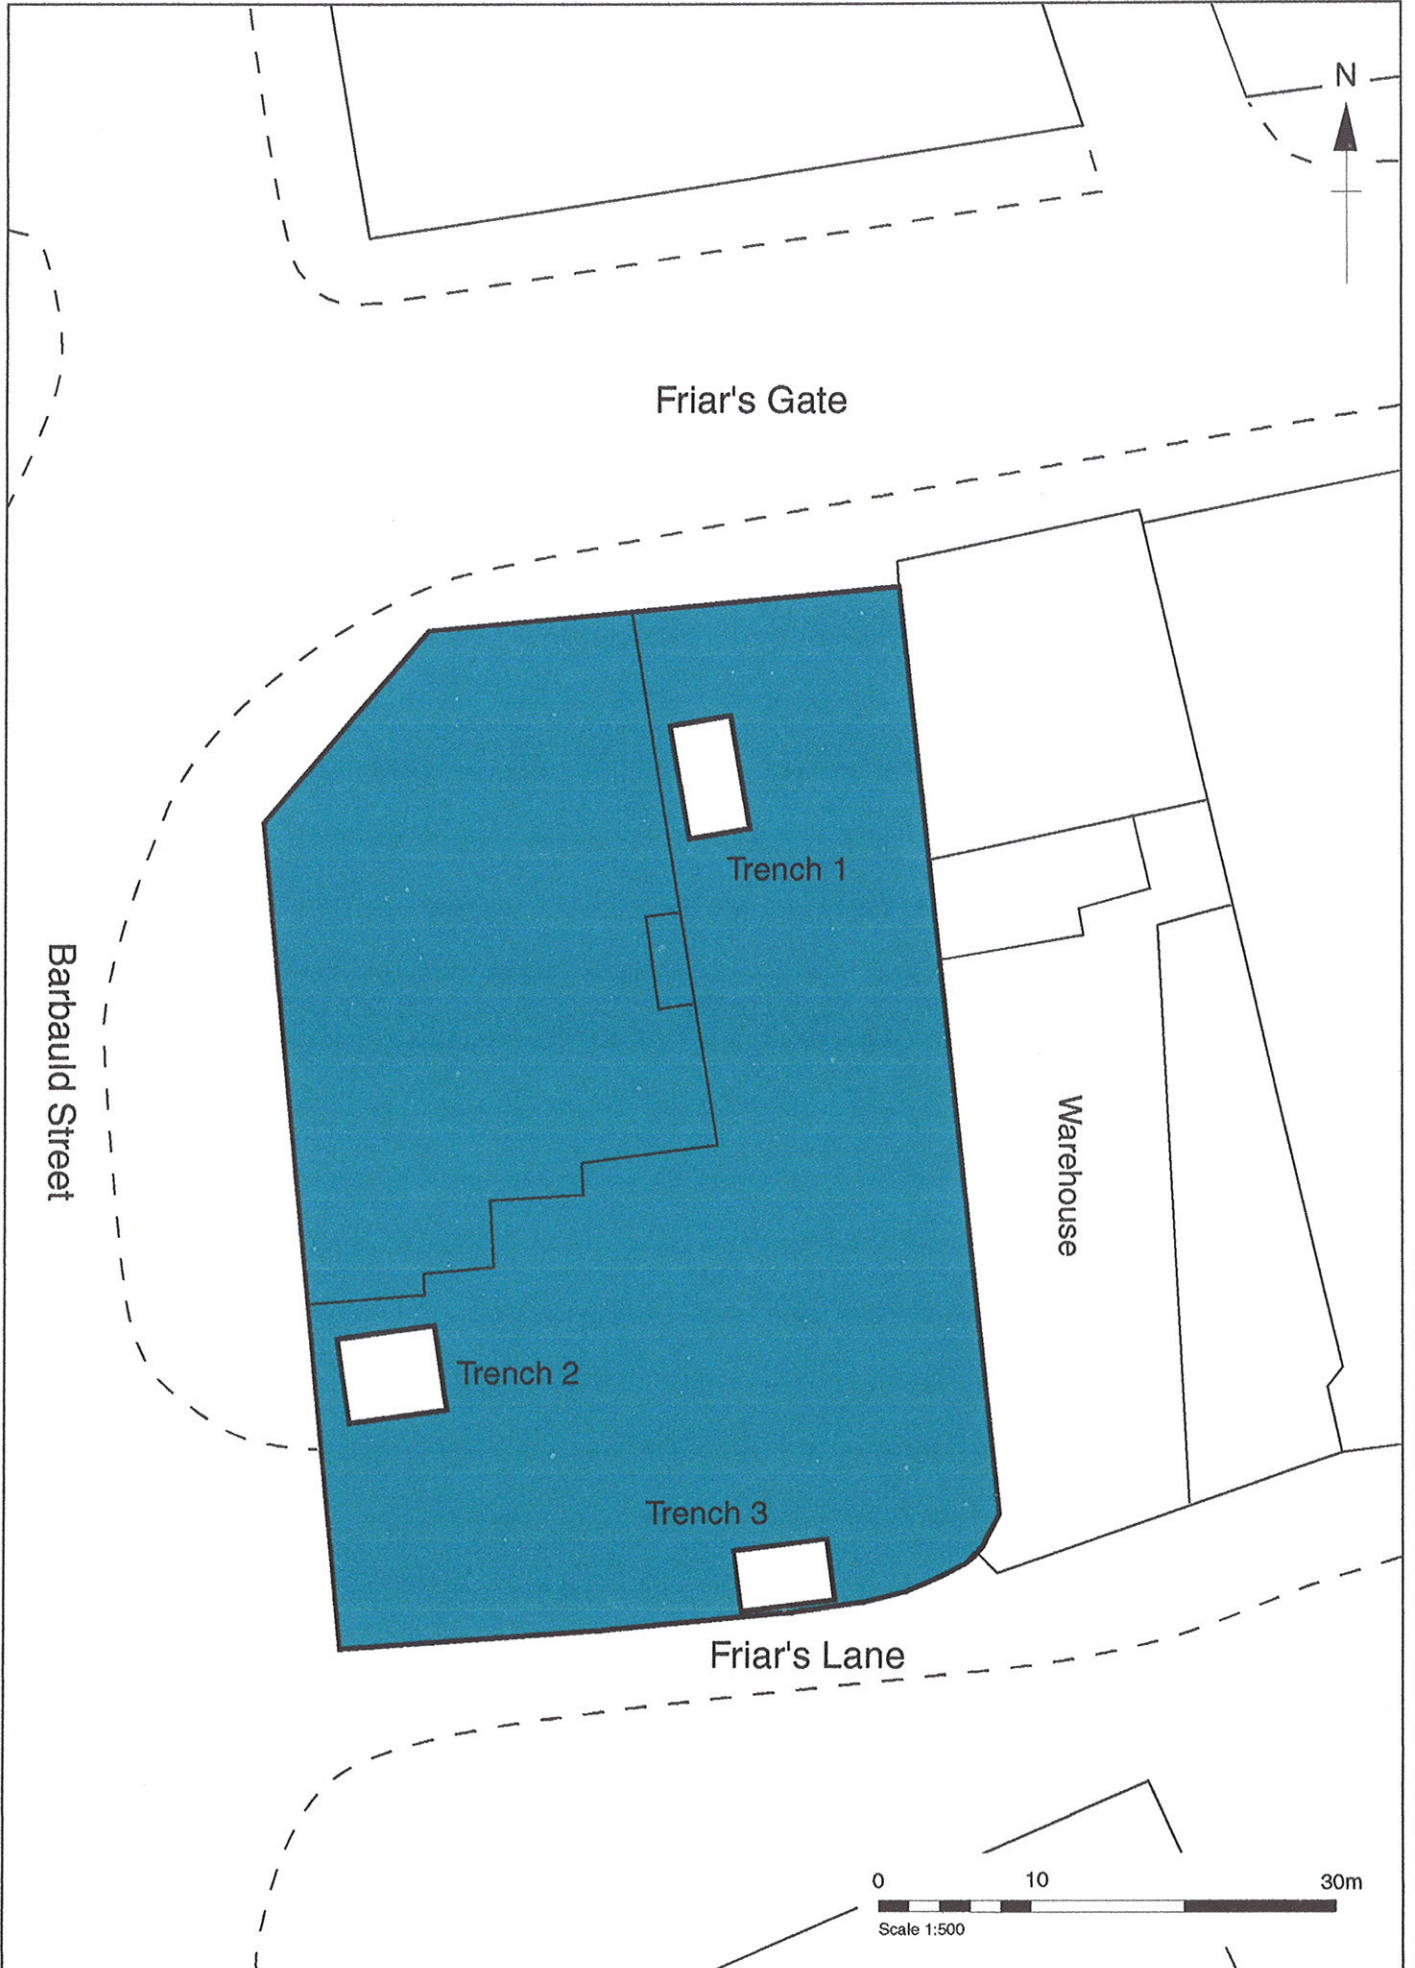 N
Friar's Gate
Trench 1
Barbauld Street
Warehouse
Trench 2
Trench 3
Friar's Lane
0 10 30m
Scale 1:500